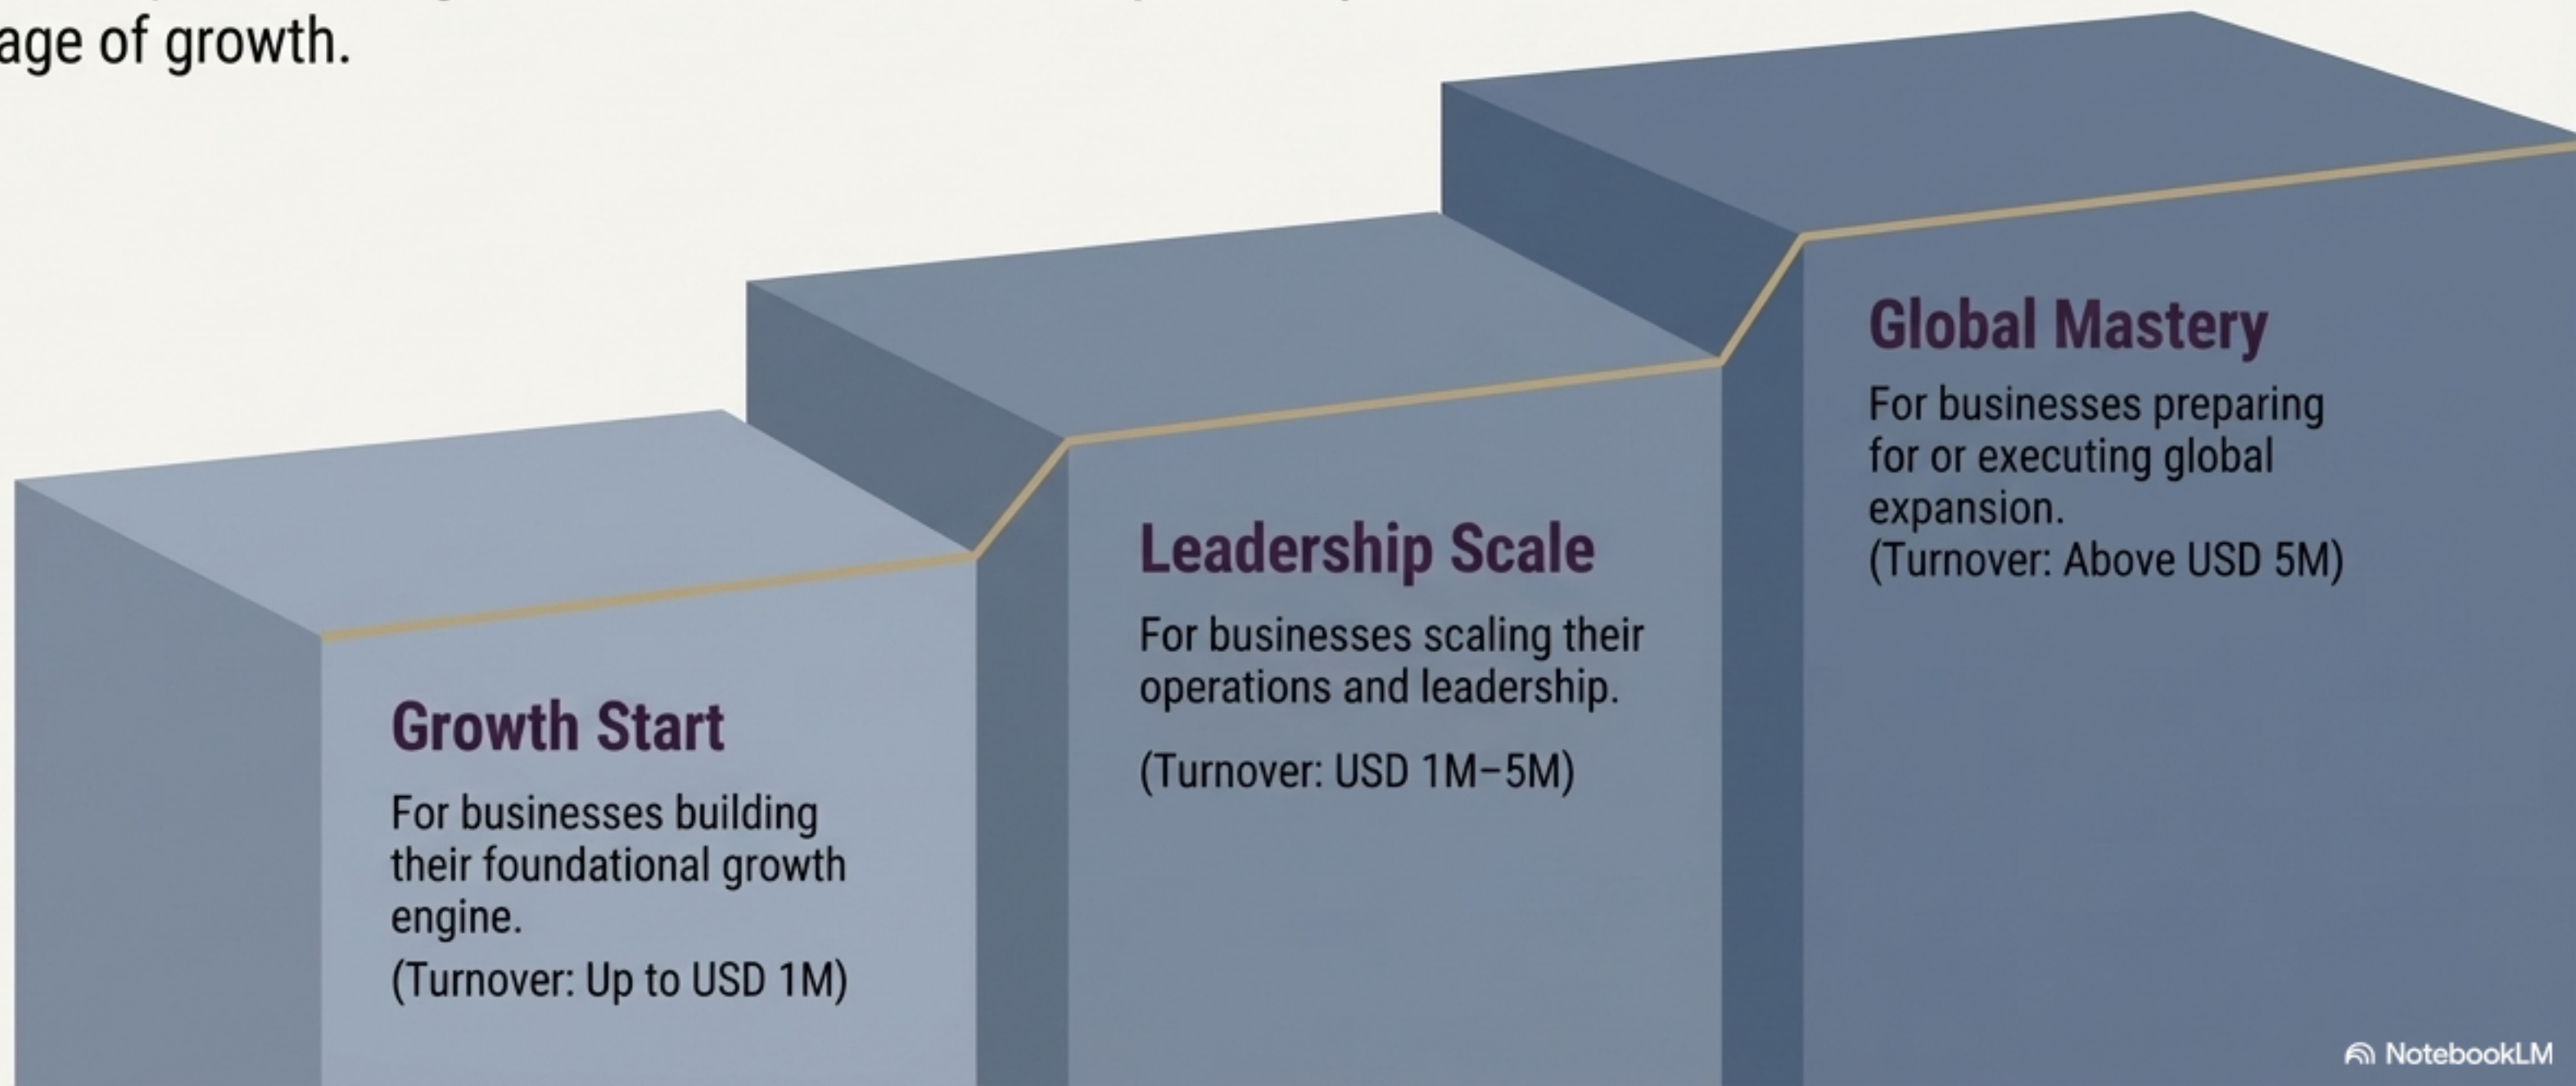 age of growth.
Global Mastery
For businesses preparing
for or executing global
expansion.
(Turnover: Above USD 5M)
Leadership Scale
For businesses scaling their
operations and leadership.
(Turnover: USD 1M–5M)
Growth Start
For businesses building
their foundational growth
engine.
(Turnover: Up to USD 1M)
NotebookLM